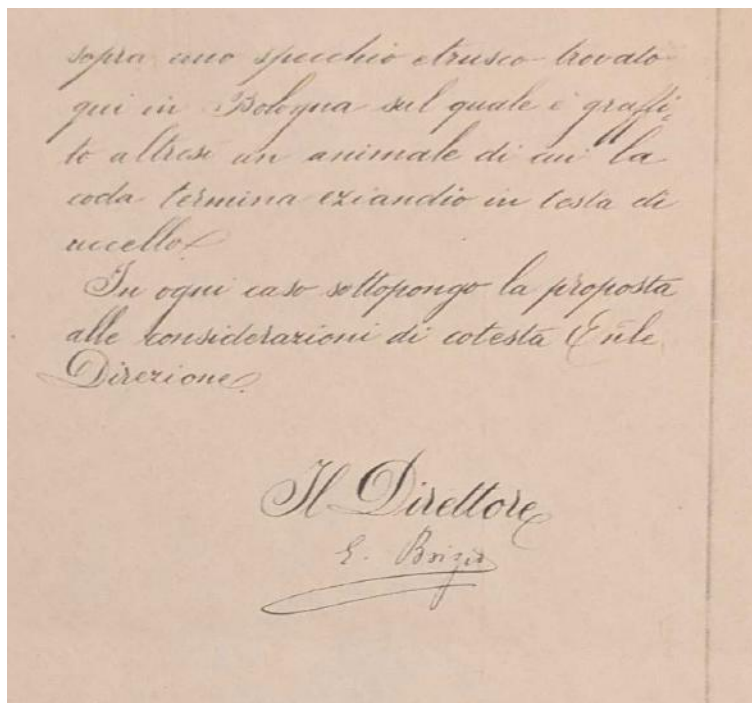 sopra uno specchio etrusco trovato
qui in Bologna sul quale è graffi-
to altresì un animale di cui la
coda termina eziandio in testa di
uccello.
In ogni caso sottopongo la proposta
alle considerazioni di cotesta
Direzione.
Il Direttore
E. Brizio